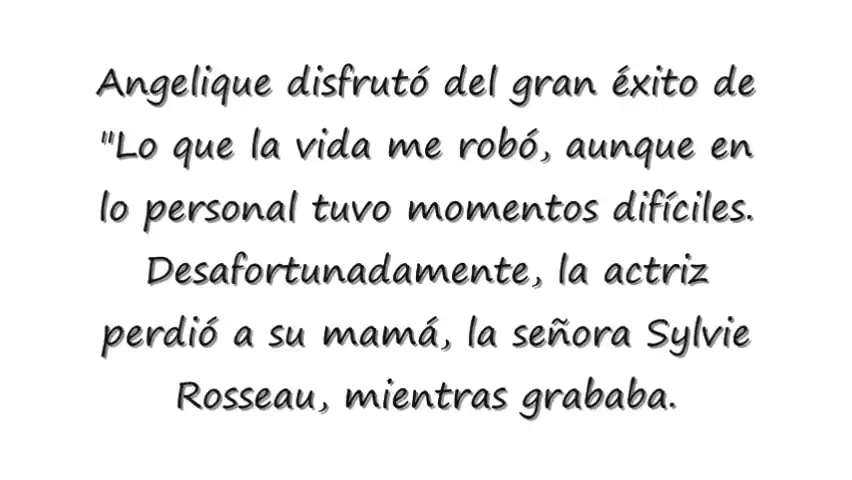 Angelique disfrutó del gran éxito de
"Lo que la vida me robó, aunque en
lo personal tuvo momentos difíciles.
Desafortunadamente, la actriz
perdió a su mamá, la señora Sylvie
Rosseau, mientras grababa.